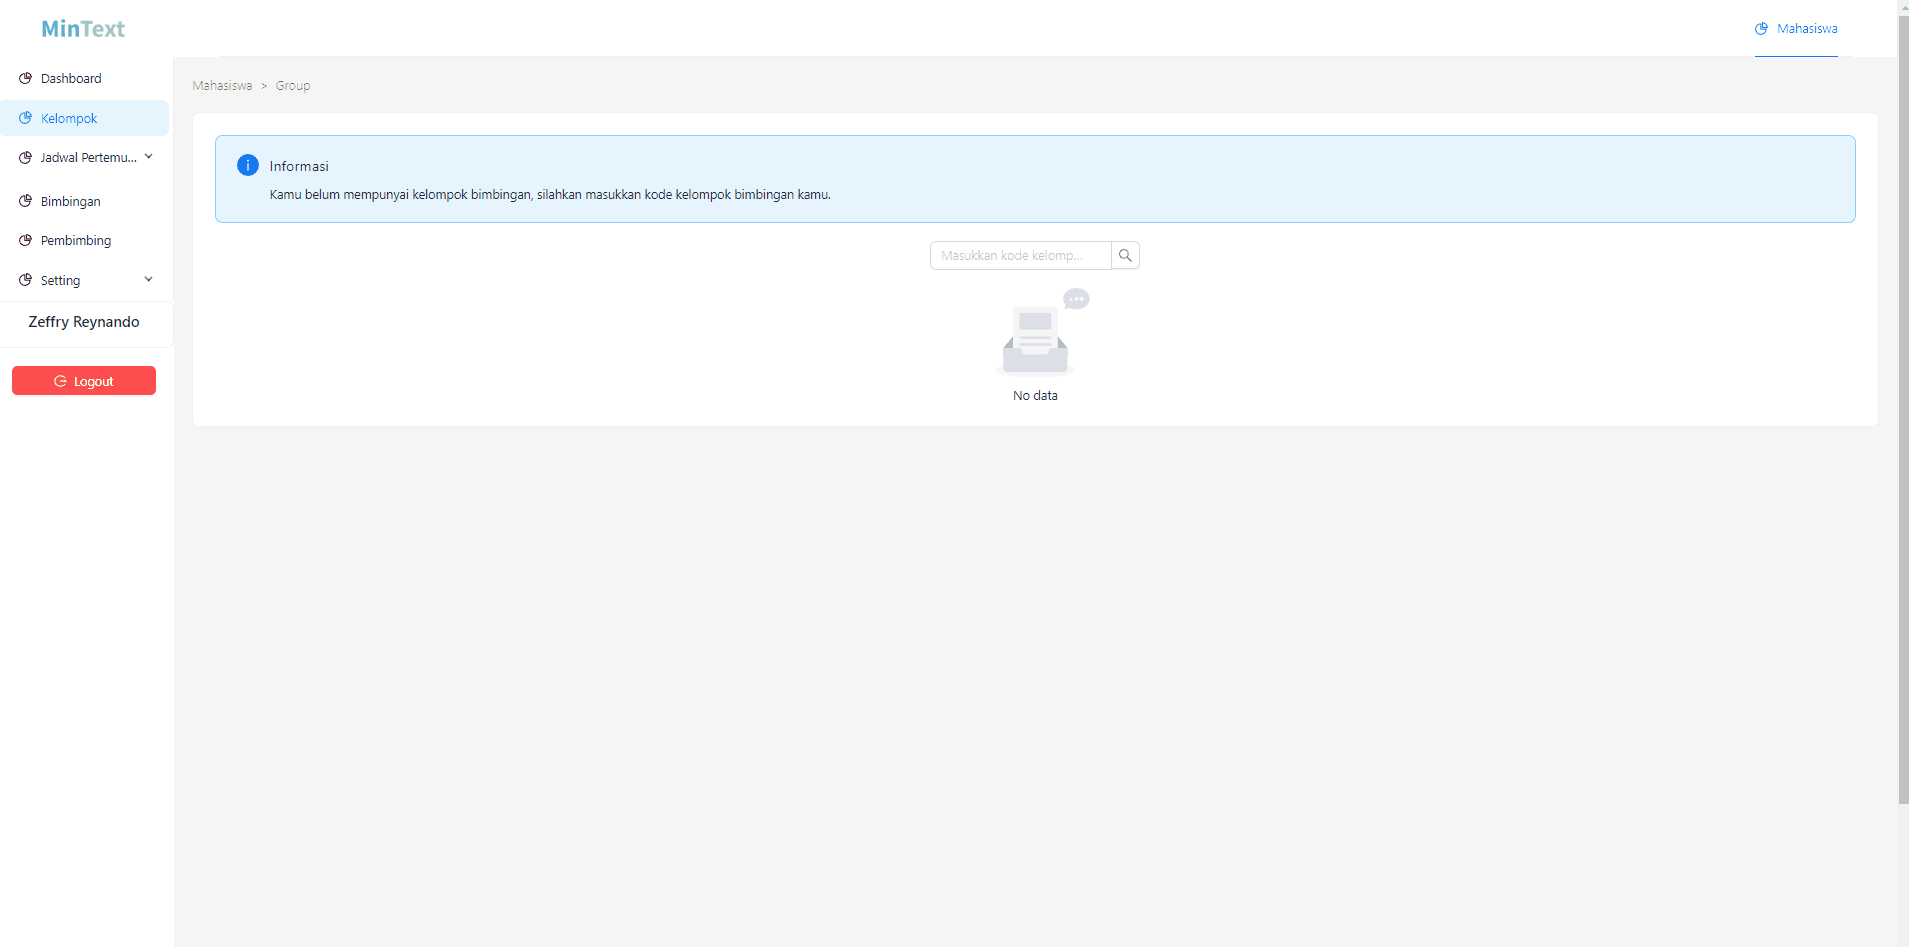 MinText
Mahasiswa
Dashboard
Kelompok
Jadwal Pertemu...
Bimbingan
Pembimbing
Setting
Zeffry Reynando
Logout
Mahasiswa > Group
Informasi
Kamu belum mempunyai kelompok bimbingan, silahkan masukkan kode kelompok bimbingan kamu.
Masukkan kode kelomp...
No data